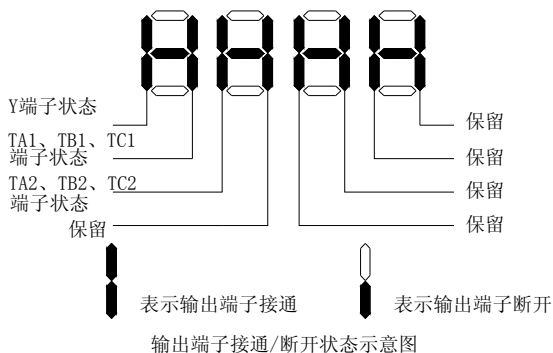 Y端子状态
TA1、TB1、TC1
端子状态
TA2、TB2、TC2
端子状态
保留
保留
保留
保留
保留
表示输出端子接通
表示输出端子断开
输出端子接通/断开状态示意图